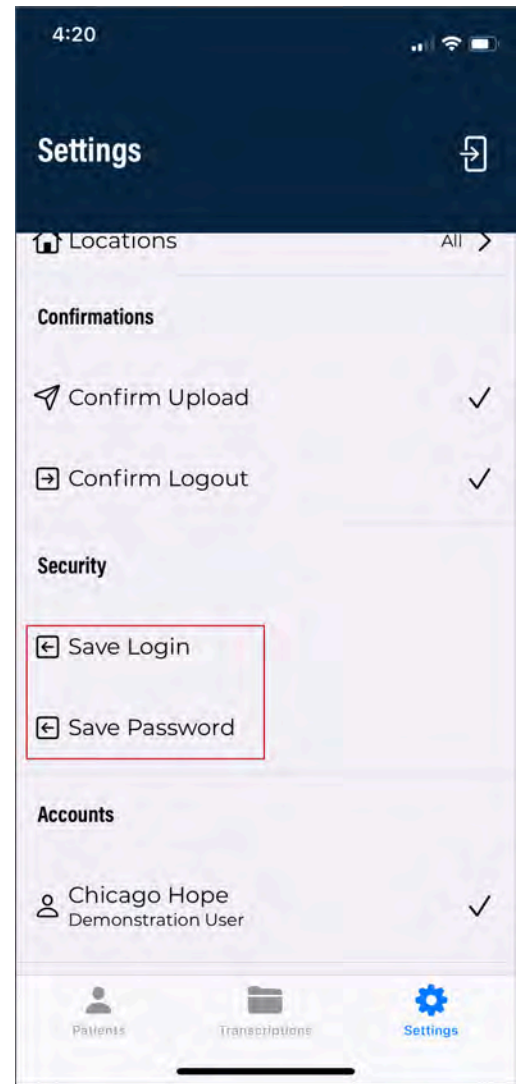 4:20
Settings
Locations All
Confirmations
Confirm Upload
Confirm Logout
Security
Save Login
Save Password
Accounts
Chicago Hope
Demonstration User
Patients Transcriptions Settings